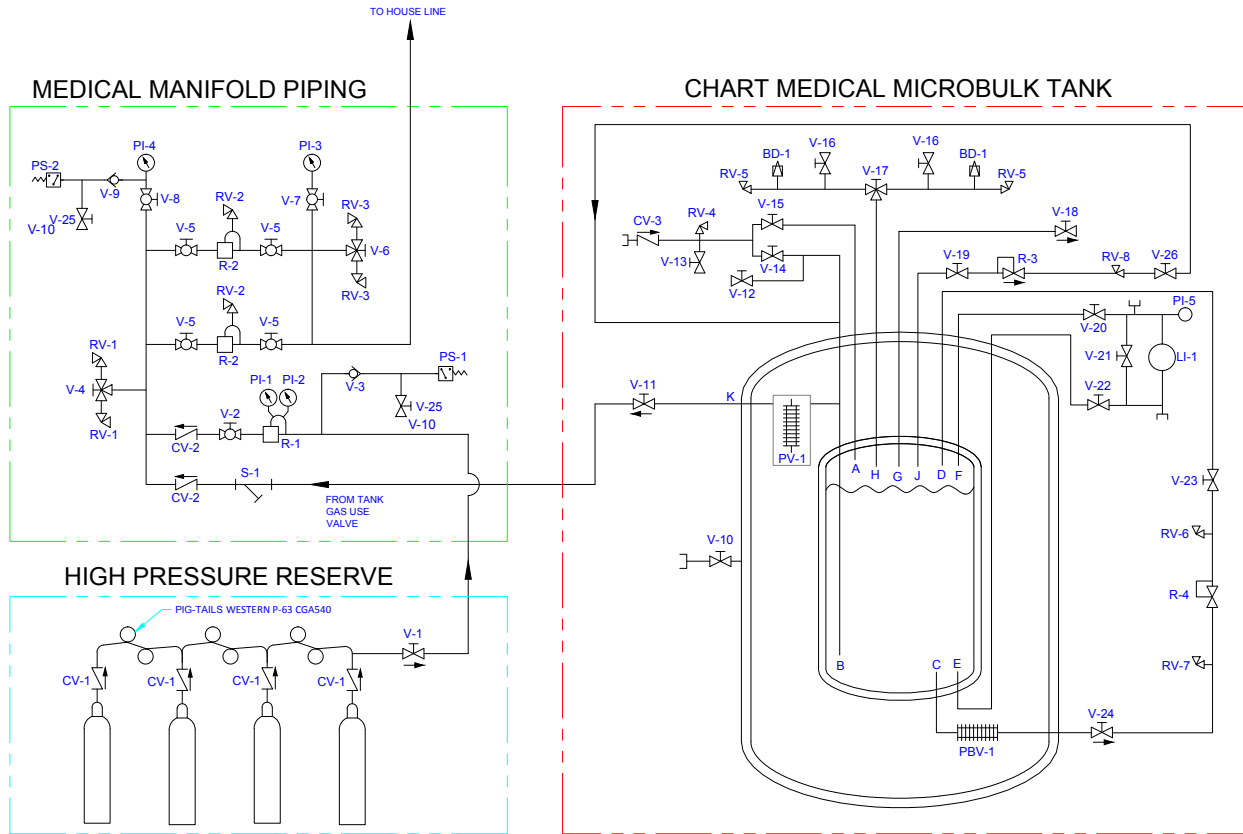 TO HOUSE LINE
MEDICAL MANIFOLD PIPING
CHART MEDICAL MICROBULK TANK
PI-4
PI-3
PS-2
V-9
V-8
V-7
V-25
V-10
RV-2
RV-3
V-5
V-5
V-6
R-2
RV-3
RV-2
V-5
V-5
R-2
RV-1
V-4
RV-1
PS-1
V-3
PI-1
PI-2
V-25
V-10
V-2
CV-2
R-1
S-1
CV-2
FROM TANK
GAS USE
VALVE
HIGH PRESSURE RESERVE
PIG-TAILS WESTERN P-63 CGA540
V-1
CV-1
CV-1
CV-1
CV-1
V-16
V-16
BD-1
BD-1
RV-5
V-17
RV-5
V-15
RV-4
CV-3
V-18
V-13
V-14
V-12
V-19
R-3
RV-8
V-26
PI-5
V-20
V-21
LI-1
V-22
V-11
K
PV-1
A
H
G
J
D
F
V-23
RV-6
V-10
R-4
RV-7
B
C
E
V-24
PBV-1